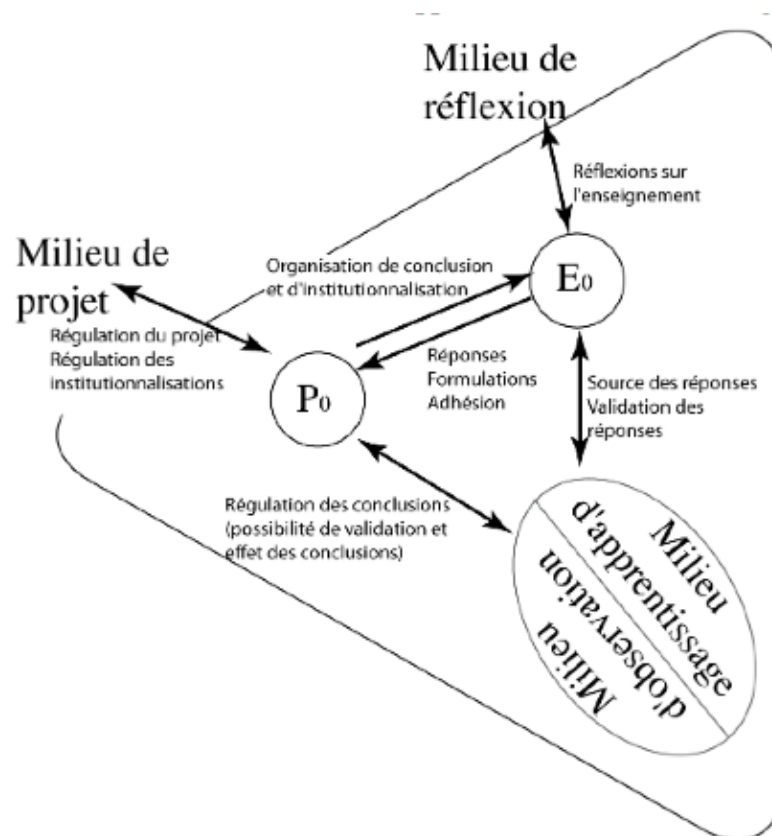 Milieu de
réflexion
Réflexions sur
l'enseignement
Milieu de
projet
Organisation de conclusion
et d'institutionnalisation
E0
Régulation du projet
Régulation des
institutionnalisations
Réponses
Formulations
Adhésion
P0
Source des réponses
Validation des
réponses
Régulation des conclusions
(possibilité de validation et
effet des conclusions)
Milieu
d'apprentissage
Milieu
d'observation